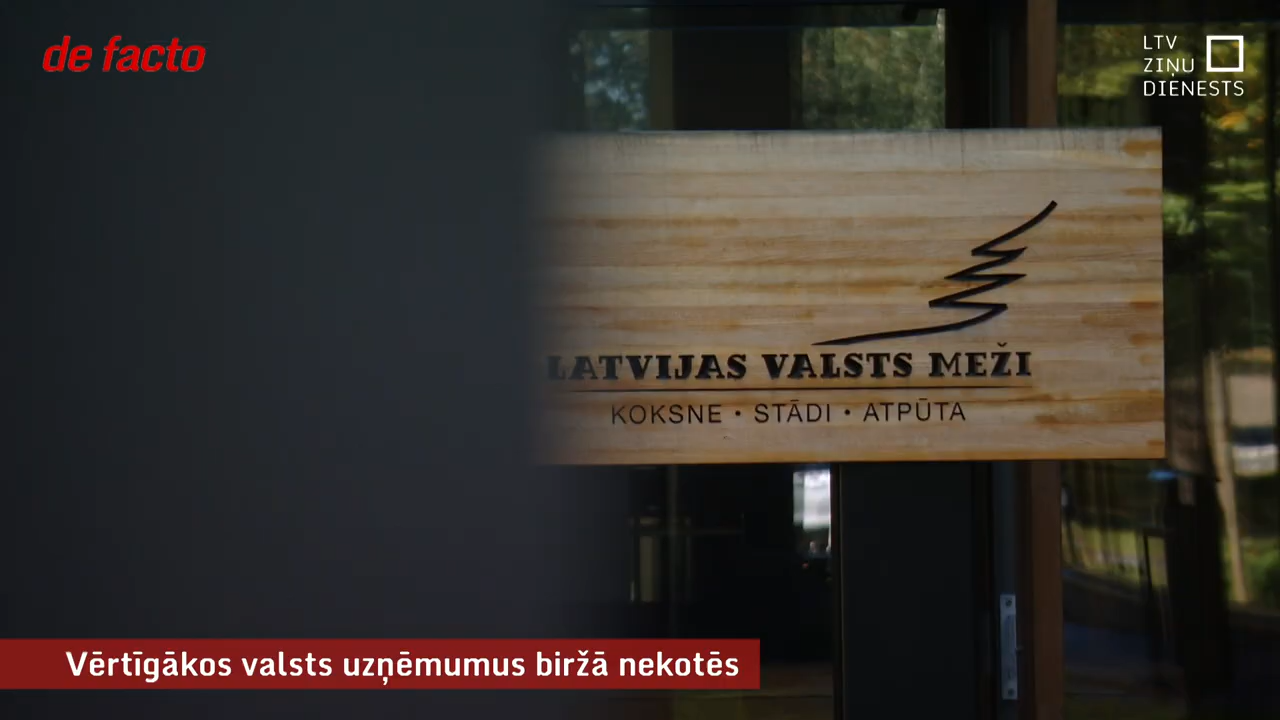 de facto
LTV
ZIŅU
DIENESTS
LATVIJAS VALSTS MEŽI
KOKSNE • STĀDI • ATPŪTA
Vērtīgākos valsts uzņēmumus biržā nekotēs